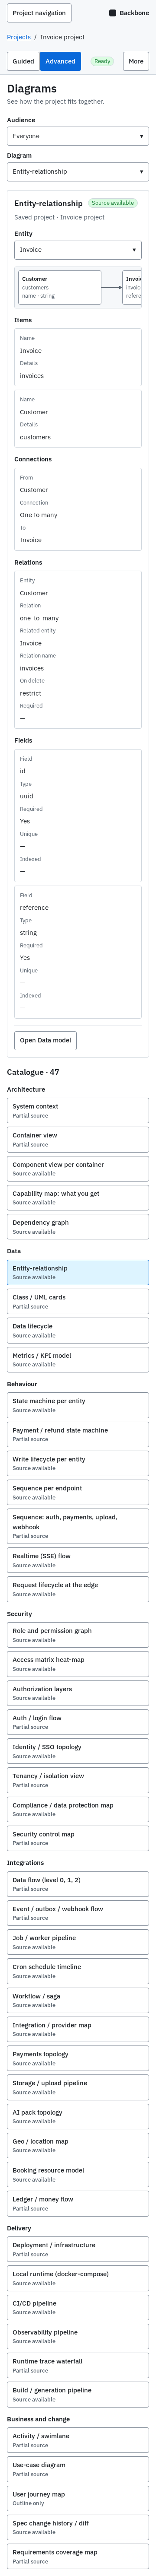 Project navigation
Backbone
Projects / Invoice project
Guided
Advanced
Ready
More
Diagrams
See how the project fits together.
Audience
Everyone
Diagram
Entity-relationship
Entity-relationship
Source available
Saved project · Invoice project
Entity
Invoice
Customer
customers
name · string
Items
Name
Invoice
Details
invoices
Name
Customer
Details
customers
Connections
From
Customer
Connection
One to many
To
Invoice
Relations
Entity
Customer
Relation
one_to_many
Related entity
Invoice
Relation name
invoices
On delete
restrict
Required
—
Fields
Field
id
Type
uuid
Required
Yes
Unique
—
Indexed
—
Field
reference
Type
string
Required
Yes
Unique
—
Indexed
—
Open Data model
Catalogue · 47
Architecture
System context
Partial source
Container view
Partial source
Component view per container
Source available
Capability map: what you get
Source available
Dependency graph
Source available
Data
Entity-relationship
Source available
Class / UML cards
Partial source
Data lifecycle
Source available
Metrics / KPI model
Source available
Behaviour
State machine per entity
Source available
Payment / refund state machine
Partial source
Write lifecycle per entity
Source available
Sequence per endpoint
Source available
Sequence: auth, payments, upload,
webhook
Partial source
Realtime (SSE) flow
Source available
Request lifecycle at the edge
Source available
Security
Role and permission graph
Source available
Access matrix heat-map
Source available
Authorization layers
Source available
Auth / login flow
Partial source
Identity / SSO topology
Source available
Tenancy / isolation view
Partial source
Compliance / data protection map
Source available
Security control map
Partial source
Integrations
Data flow (level 0, 1, 2)
Partial source
Event / outbox / webhook flow
Partial source
Job / worker pipeline
Source available
Cron schedule timeline
Source available
Workflow / saga
Source available
Integration / provider map
Partial source
Payments topology
Source available
Storage / upload pipeline
Source available
AI pack topology
Source available
Geo / location map
Source available
Booking resource model
Source available
Ledger / money flow
Partial source
Delivery
Deployment / infrastructure
Partial source
Local runtime (docker-compose)
Source available
CI/CD pipeline
Source available
Observability pipeline
Source available
Runtime trace waterfall
Partial source
Build / generation pipeline
Source available
Business and change
Activity / swimlane
Partial source
Use-case diagram
Partial source
User journey map
Outline only
Spec change history / diff
Source available
Requirements coverage map
Partial source